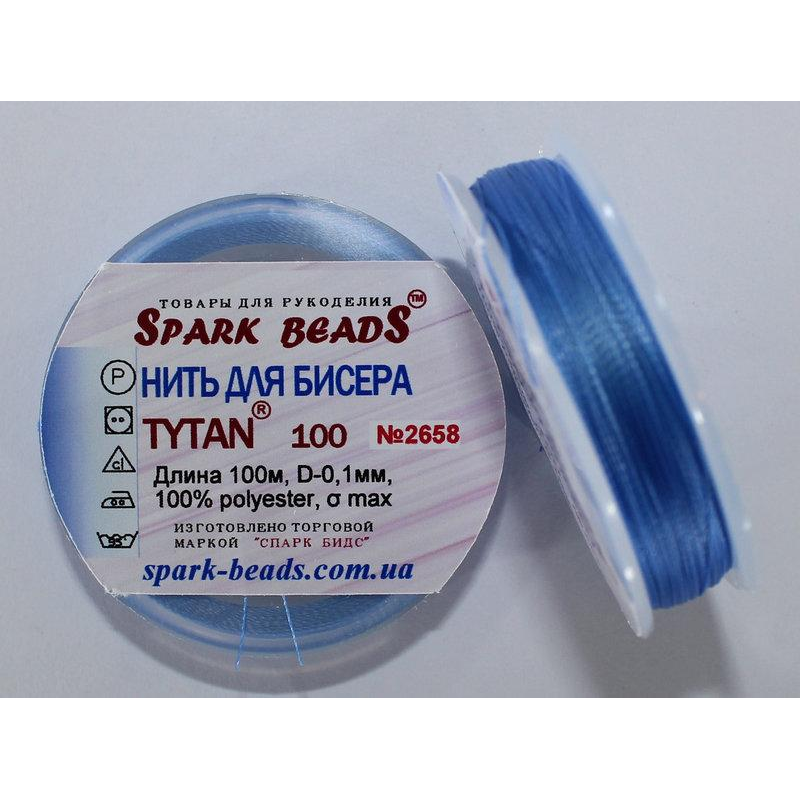 ТОВАРЫ ДЛЯ РУКОДЕЛИЯ
SPARK BEADS™
P НИТЬ ДЛЯ БИСЕРА
TYTAN® 100 №2658
cl
Длина 100м, D-0,1мм,
100% polyester, σ max
ИЗГОТОВЛЕНО ТОРГОВОЙ
МАРКОЙ "СПАРК БИДС"
spark-beads.com.ua